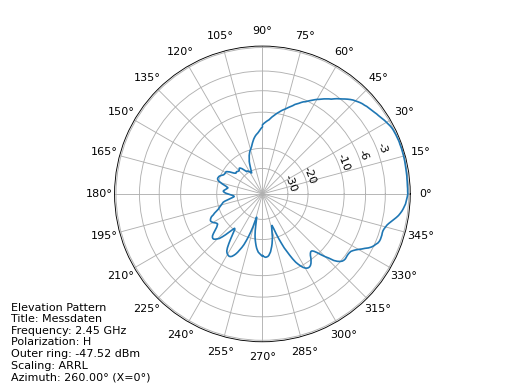 90°
105° 75°
120° 60°
135° 45°
150° 30°
165° -30 -20 -10 -6 -3 15°
180° 0°
195° 345°
210° 330°
225° 315°
240° 300°
255° 285°
270°
Elevation Pattern
Title: Messdaten
Frequency: 2.45 GHz
Polarization: H
Outer ring: -47.52 dBm
Scaling: ARRL
Azimuth: 260.00° (X=0°)